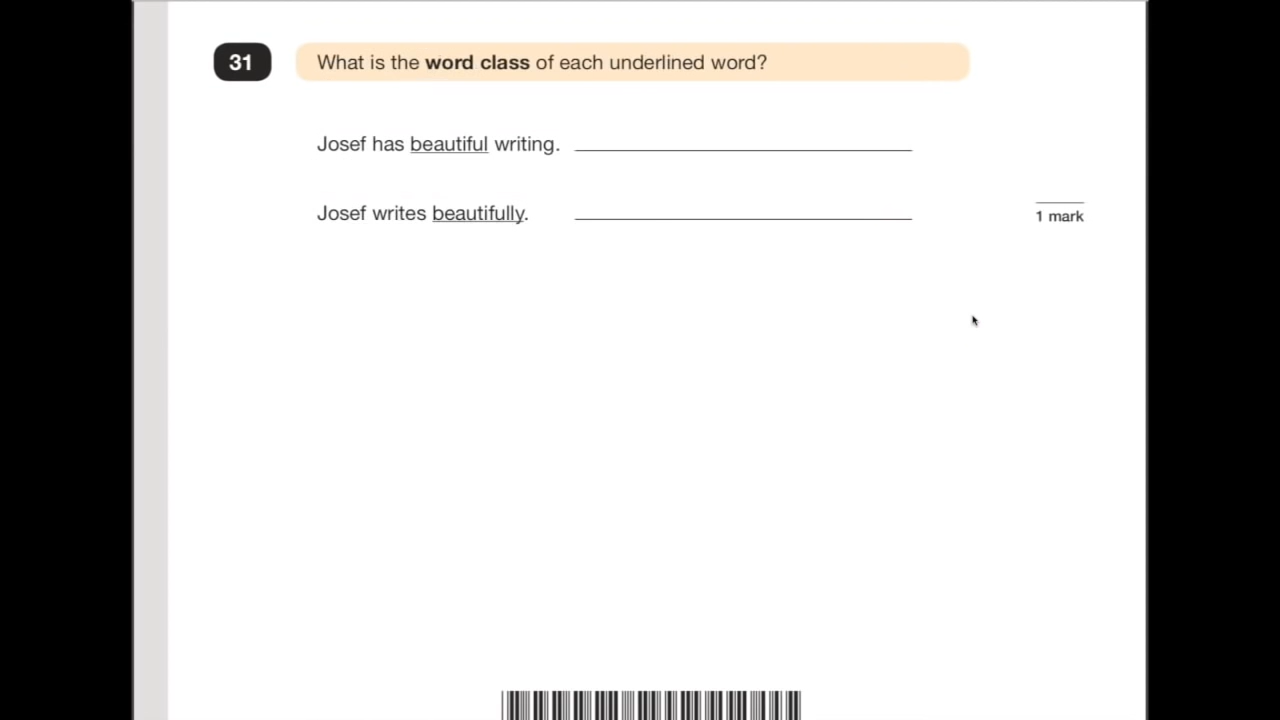 31 What is the word class of each underlined word?
Josef has beautiful writing.
Josef writes beautifully.
1 mark